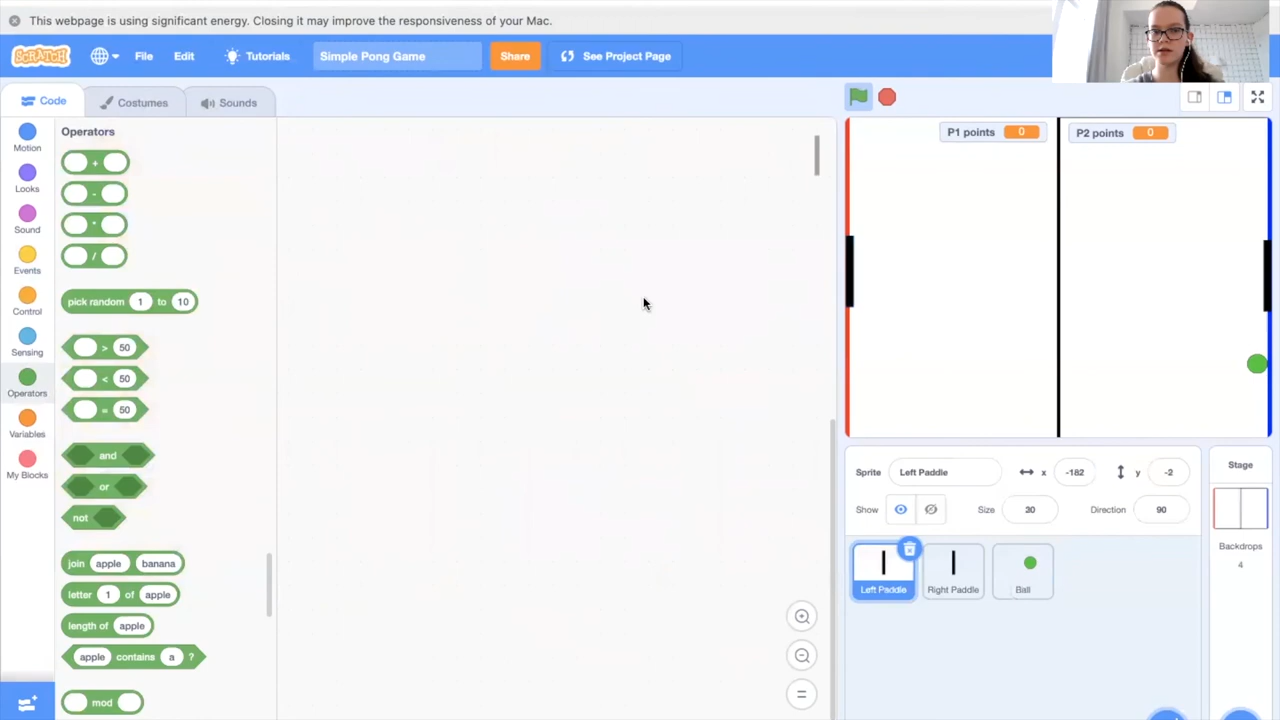 This webpage is using significant energy. Closing it may improve the responsiveness of your Mac.
SCRATCH File Edit Tutorials Simple Pong Game Share See Project Page
Code Costumes Sounds
Motion
Looks
Sound
Events
Control
Sensing
Operators
Variables
My Blocks
Operators
+
-
*
/
pick random 1 to 10
> 50
< 50
= 50
and
or
not
join apple banana
letter 1 of apple
length of apple
apple contains a ?
mod
P1 points 0 P2 points 0
Sprite Left Paddle x -182 y -2
Show Size 20 Direction 90
Left Paddle Right Paddle Ball
Stage
Backdrops
4